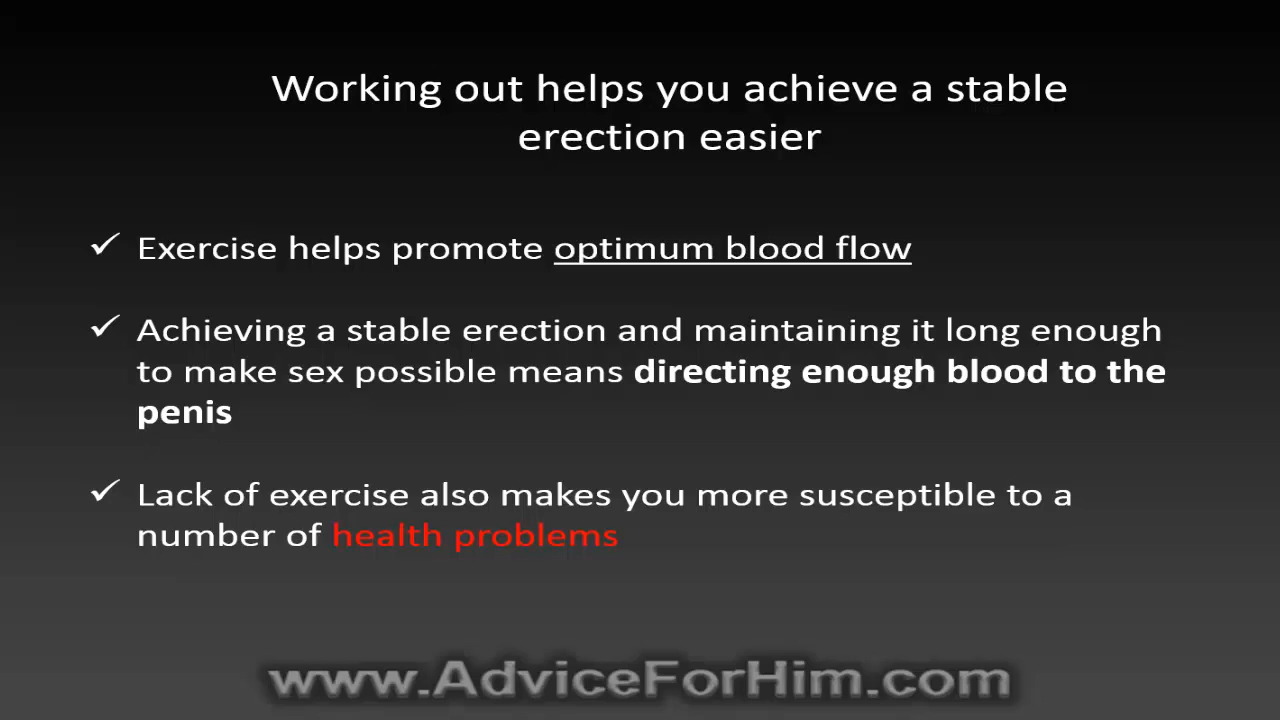 Working out helps you achieve a stable
erection easier
✓ Exercise helps promote optimum blood flow
✓ Achieving a stable erection and maintaining it long enough
to make sex possible means directing enough blood to the
penis
✓ Lack of exercise also makes you more susceptible to a
number of health problems
www.AdviceForHim.com